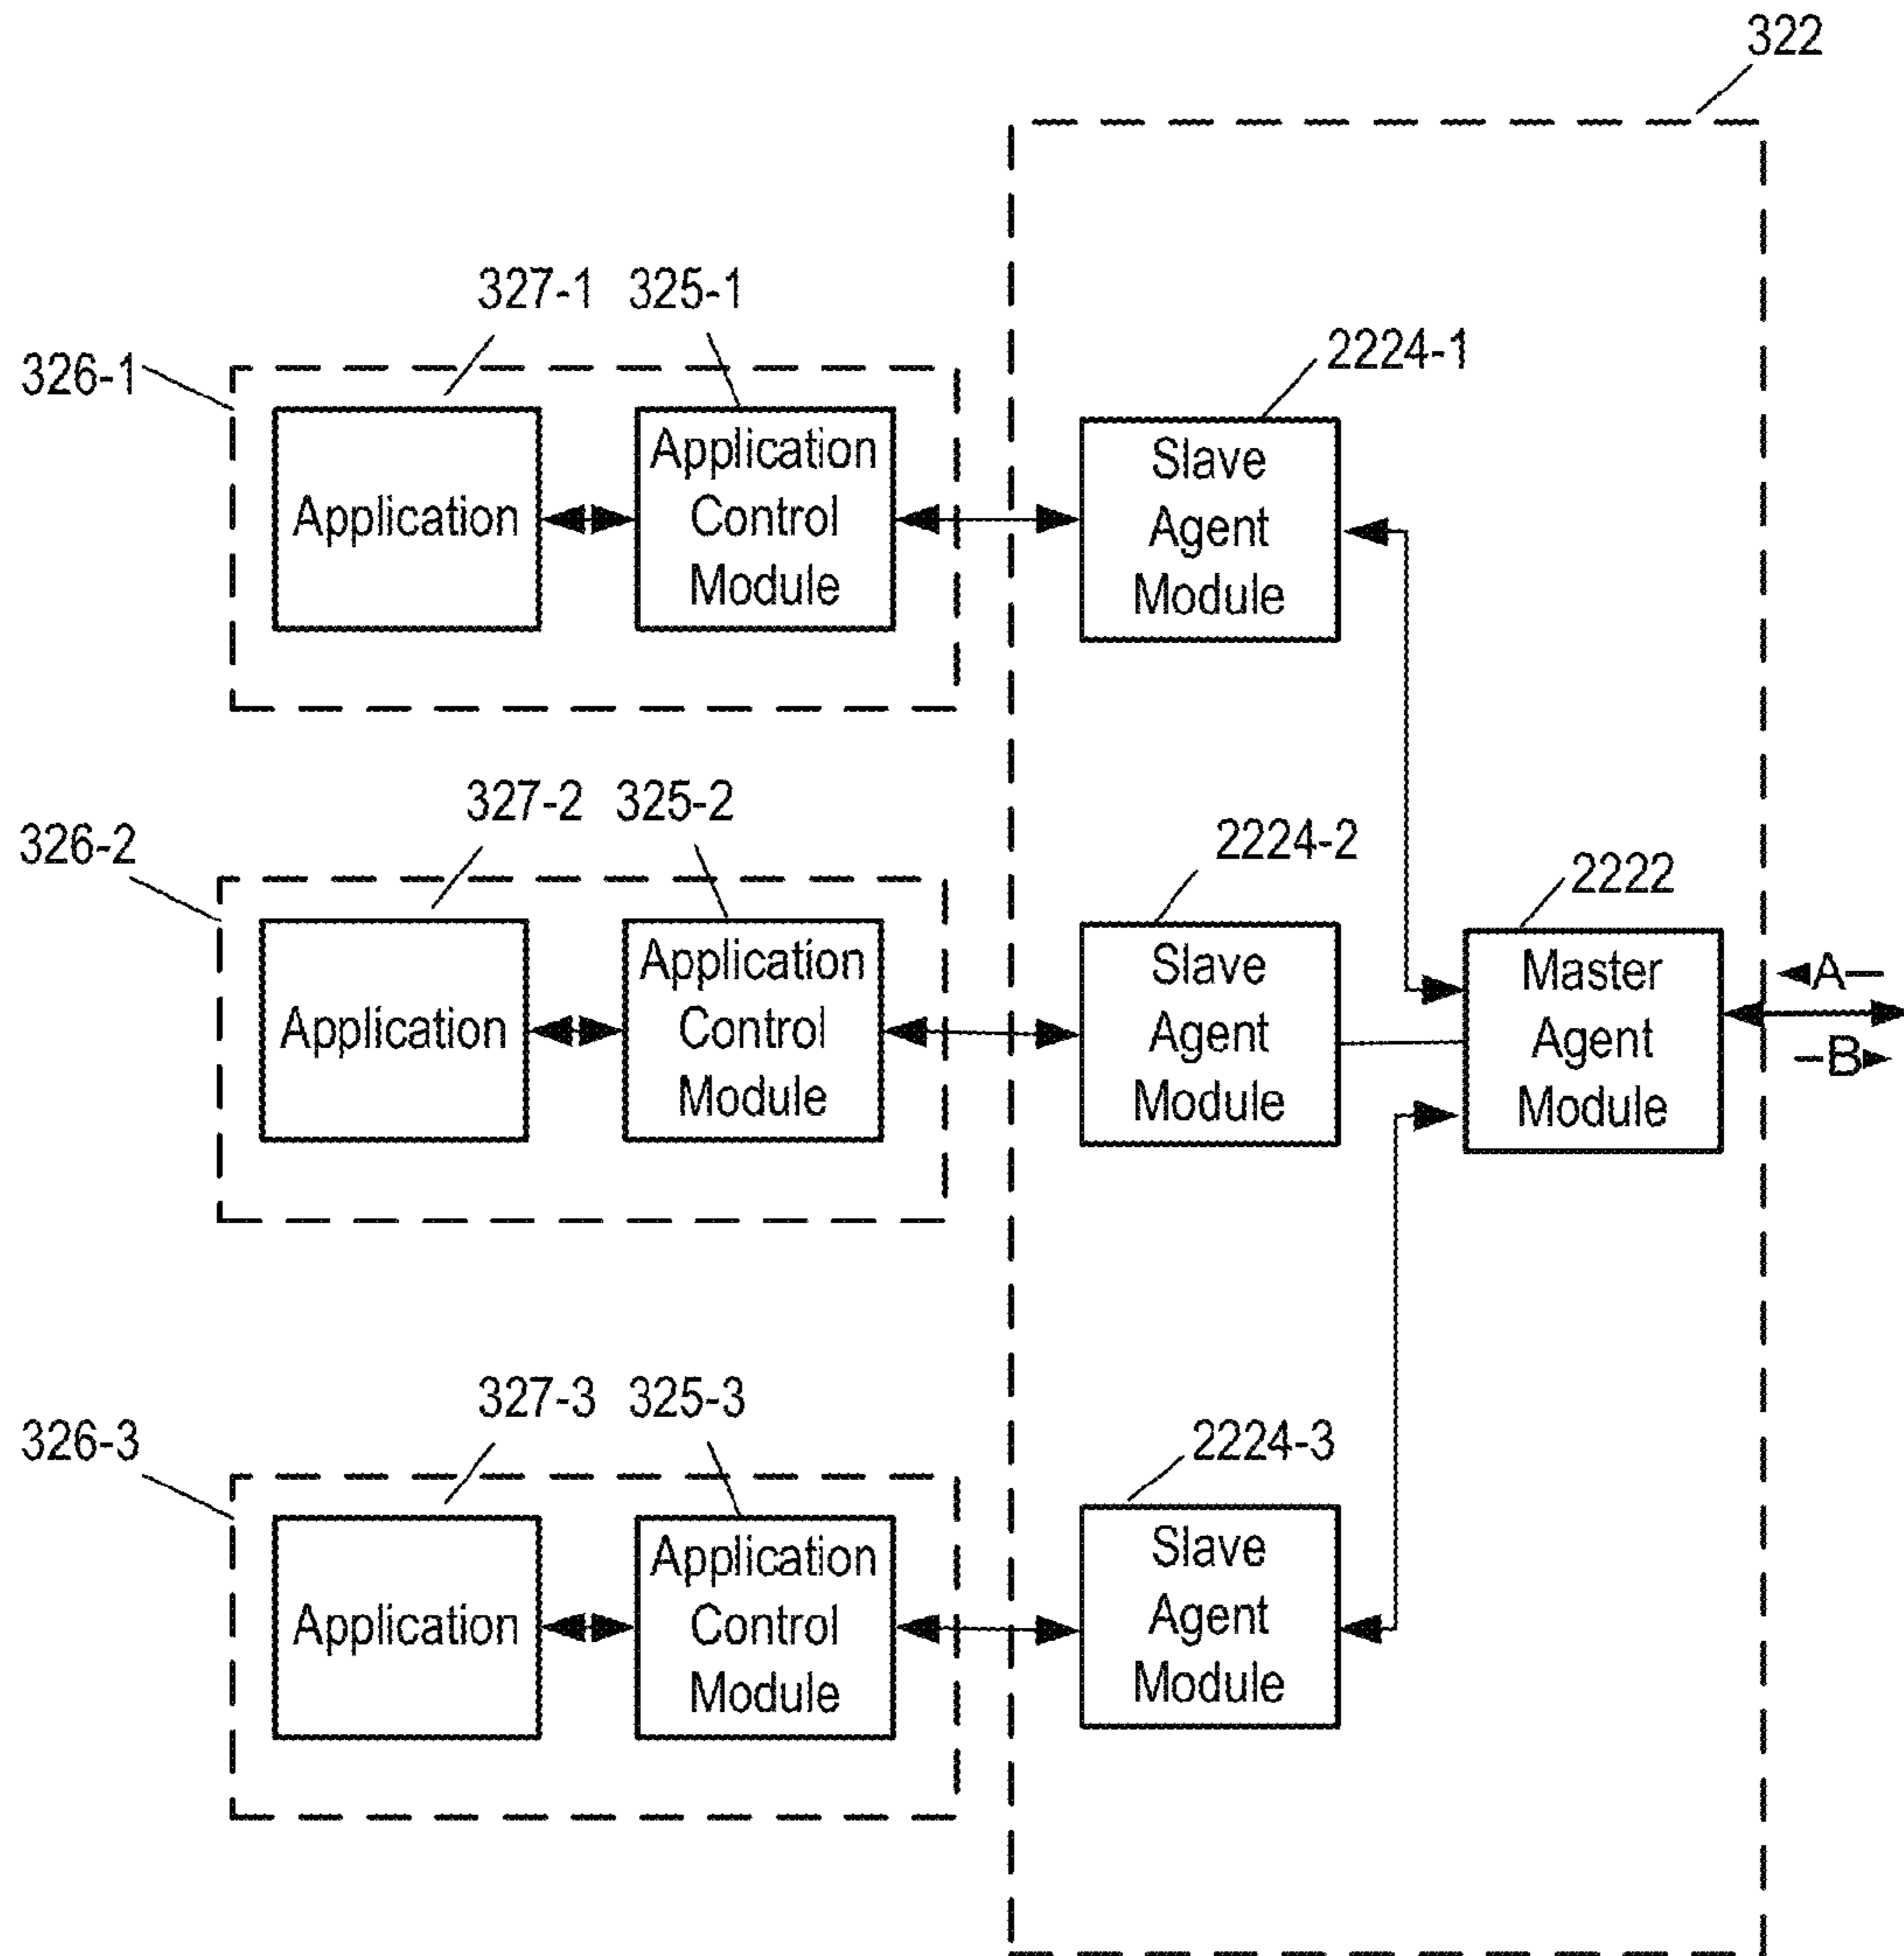 322
327-1 325-1
326-1
2224-1
Application
Application
Control
Module
Slave
Agent
Module
327-2 325-2
326-2
2224-2
2222
Application
Application
Control
Module
Slave
Agent
Module
Master
Agent
Module
A
B
327-3 325-3
326-3
2224-3
Application
Application
Control
Module
Slave
Agent
Module